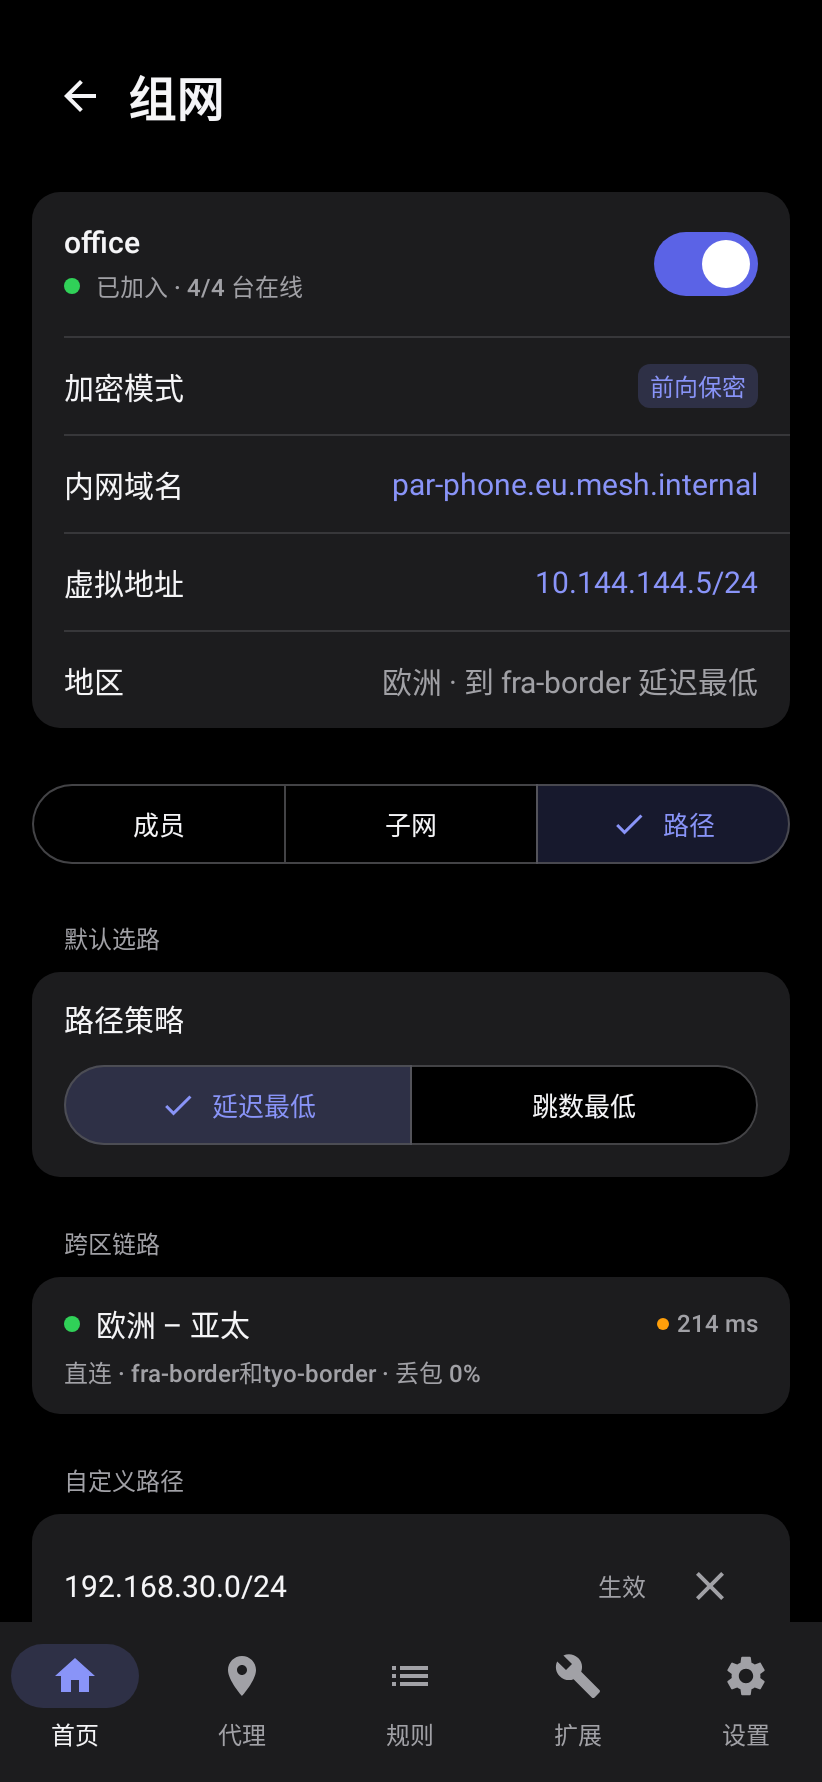 组网
office
已加入 · 4/4 台在线
加密模式
前向保密
内网域名
par-phone.eu.mesh.internal
虚拟地址
10.144.144.5/24
地区
欧洲 · 到 fra-border 延迟最低
成员
子网
路径
默认选路
路径策略
延迟最低
跳数最低
跨区链路
欧洲 – 亚太
214 ms
直连 · fra-border和tyo-border · 丢包 0%
自定义路径
192.168.30.0/24
生效
首页
代理
规则
扩展
设置